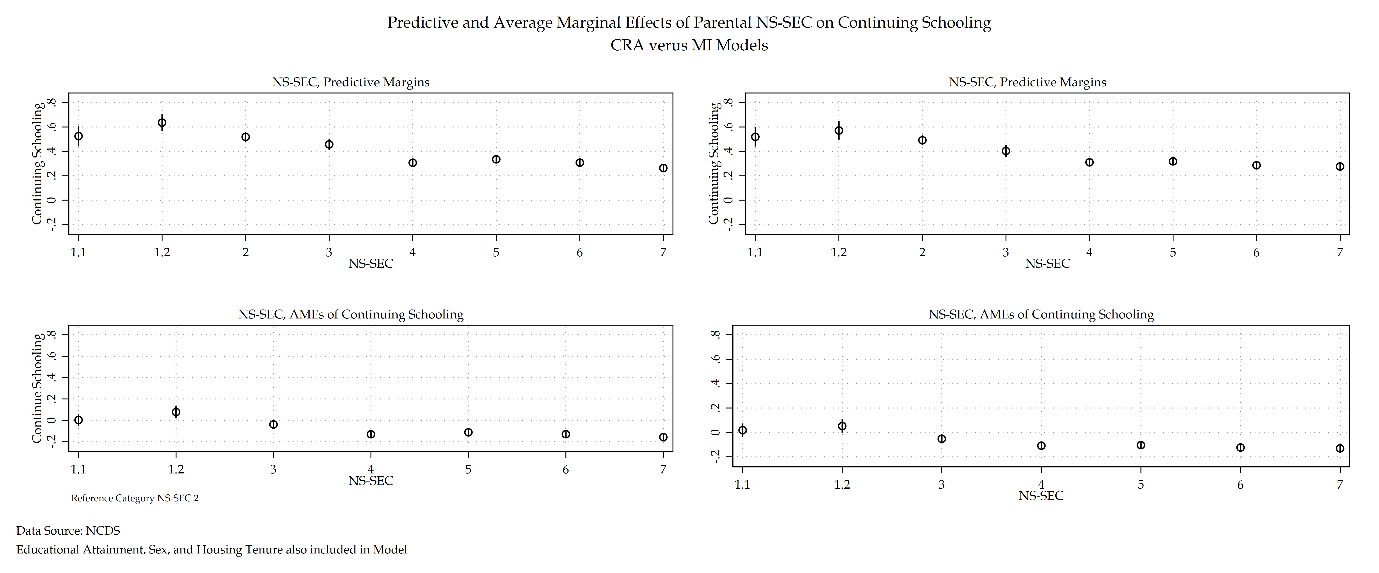 Predictive and Average Marginal Effects of Parental NS-SEC on Continuing Schooling
CRA verus MI Models
NS-SEC, Predictive Margins
Continuing Schooling
.8
.6
.4
.2
0
-.2
1,1 1,2 2 3 4 5 6 7
NS-SEC
NS-SEC, Predictive Margins
Continuing Schooling
.8
.6
.4
.2
0
-.2
1,1 1,2 2 3 4 5 6 7
NS-SEC
NS-SEC, AMEs of Continuing Schooling
Continue Schooling
.8
.6
.4
.2
0
-.2
1,1 1,2 3 4 5 6 7
NS-SEC
Reference Category NS-SEC 2
NS-SEC, AMEs of Continuing Schooling
.8
.6
.4
.2
0
-.2
1.1 1.2 3 4 5 6 7
NS-SEC
Data Source: NCDS
Educational Attainment, Sex, and Housing Tenure also included in Model